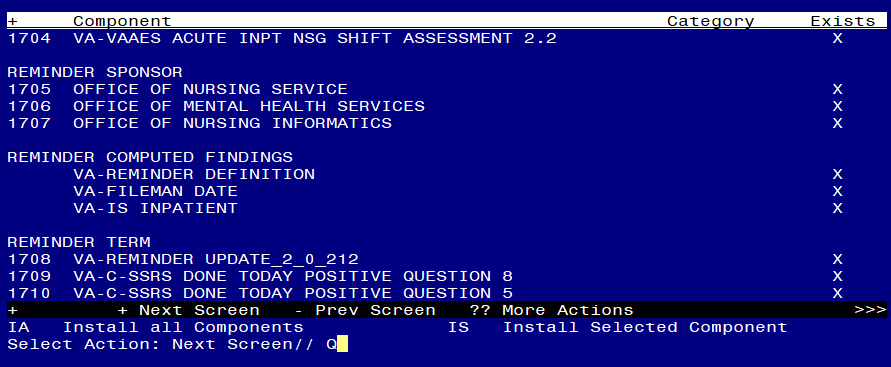 + Component Category Exists
1704 VA-VAAES ACUTE INPT NSG SHIFT ASSESSMENT 2.2 X
REMINDER SPONSOR
1705 OFFICE OF NURSING SERVICE X
1706 OFFICE OF MENTAL HEALTH SERVICES X
1707 OFFICE OF NURSING INFORMATICS X
REMINDER COMPUTED FINDINGS
VA-REMINDER DEFINITION X
VA-FILEMAN DATE X
VA-IS INPATIENT X
REMINDER TERM
1708 VA-REMINDER UPDATE_2_0_212 X
1709 VA-C-SSRS DONE TODAY POSITIVE QUESTION 8 X
1710 VA-C-SSRS DONE TODAY POSITIVE QUESTION 5 X
+ + Next Screen - Prev Screen ?? More Actions >>>
IA Install all Components IS Install Selected Component
Select Action: Next Screen// Q